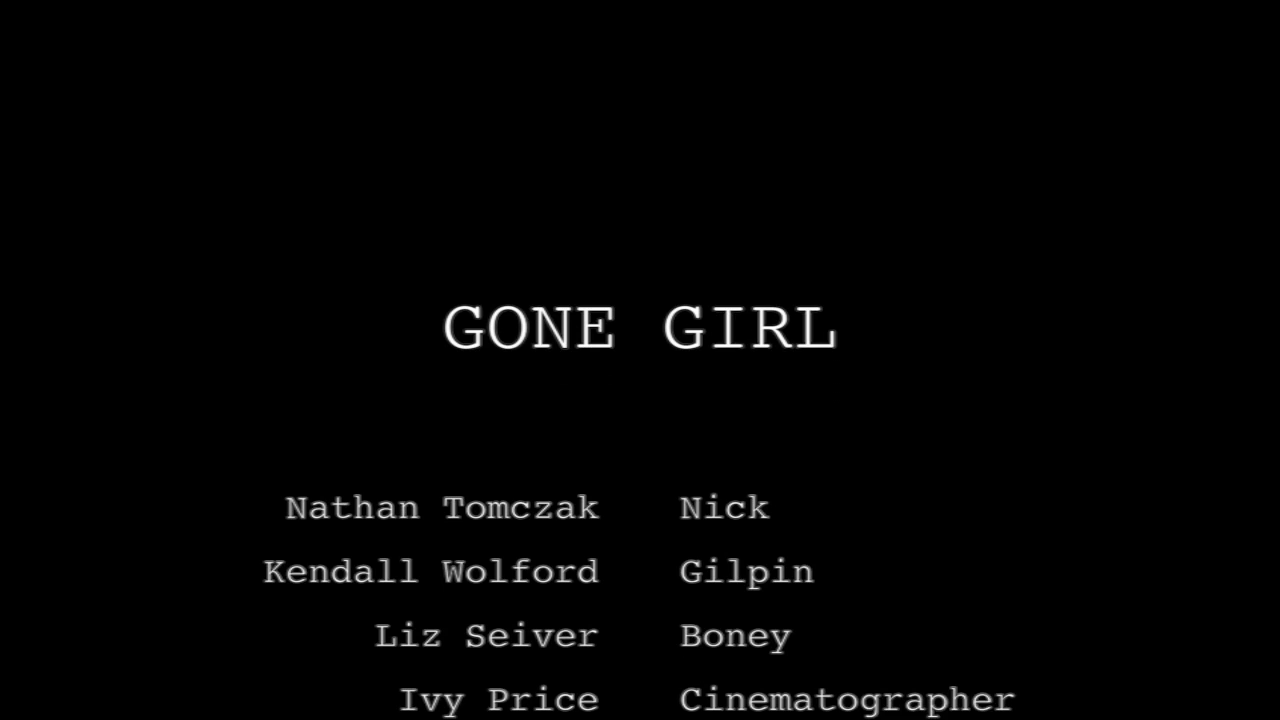 GONE GIRL
Nathan Tomczak Nick
Kendall Wolford Gilpin
Liz Seiver Boney
Ivy Price Cinematographer